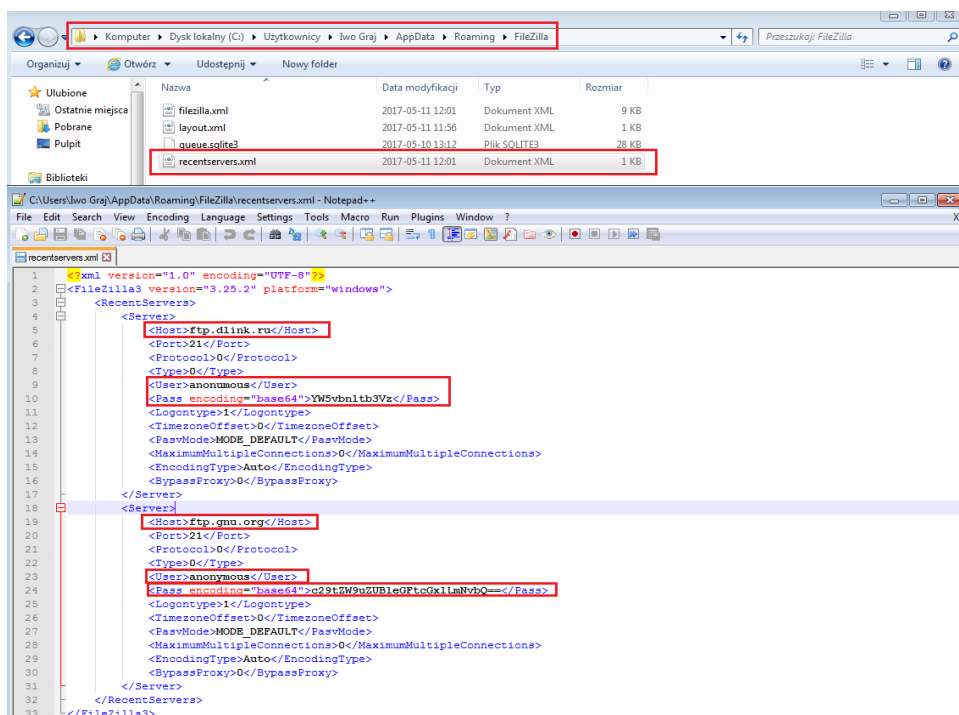 Komputer ▸ Dysk lokalny (C:) ▸ Użytkownicy ▸ Iwo Graj ▸ AppData ▸ Roaming ▸ FileZilla
Przeszukaj: FileZilla
Organizuj Otwórz Udostępnij Nowy folder
Ulubione
Ostatnie miejsca
Pobrane
Pulpit
Biblioteki
Nazwa Data modyfikacji Typ Rozmiar
filezilla.xml 2017-05-11 12:01 Dokument XML 9 KB
layout.xml 2017-05-11 11:56 Dokument XML 1 KB
queue.sqlite3 2017-05-10 13:12 Plik SQLITE3 28 KB
recentservers.xml 2017-05-11 12:01 Dokument XML 1 KB
C:\Users\Iwo Graj\AppData\Roaming\FileZilla\recentservers.xml - Notepad++
File Edit Search View Encoding Language Settings Tools Macro Run Plugins Window ? X
recentservers.xml
1 <?xml version="1.0" encoding="UTF-8"?>
2 <FileZilla3 version="3.25.2" platform="windows">
3 <RecentServers>
4 <Server>
5 <Host>ftp.dlink.ru</Host>
6 <Port>21</Port>
7 <Protocol>0</Protocol>
8 <Type>0</Type>
9 <User>anonumous</User>
10 <Pass encoding="base64">YW5vbnltb3Vz</Pass>
11 <Logontype>1</Logontype>
12 <TimezoneOffset>0</TimezoneOffset>
13 <PasvMode>MODE_DEFAULT</PasvMode>
14 <MaximumMultipleConnections>0</MaximumMultipleConnections>
15 <EncodingType>Auto</EncodingType>
16 <BypassProxy>0</BypassProxy>
17 </Server>
18 <Server>
19 <Host>ftp.gnu.org</Host>
20 <Port>21</Port>
21 <Protocol>0</Protocol>
22 <Type>0</Type>
23 <User>anonymous</User>
24 <Pass encoding="base64">c29tZW9uZUBleGFtcGxlLmNvbQ==</Pass>
25 <Logontype>1</Logontype>
26 <TimezoneOffset>0</TimezoneOffset>
27 <PasvMode>MODE_DEFAULT</PasvMode>
28 <MaximumMultipleConnections>0</MaximumMultipleConnections>
29 <EncodingType>Auto</EncodingType>
30 <BypassProxy>0</BypassProxy>
31 </Server>
32 </RecentServers>
33 </FileZilla3>